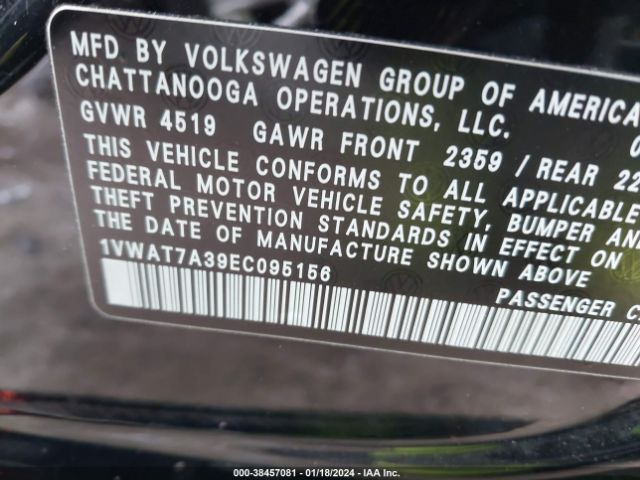 MFD BY VOLKSWAGEN GROUP OF AMERICA
CHATTANOOGA OPERATIONS, LLC.
GVWR 4519 GAWR FRONT 2359 / REAR 22
THIS VEHICLE CONFORMS TO ALL APPLICABLE
FEDERAL MOTOR VEHICLE SAFETY, BUMPER AN
THEFT PREVENTION STANDARDS IN EFFECT ON
THE DATE OF MANUFACTURE SHOWN ABOVE
1VWAT7A39EC095156
PASSENGER C
000-38457081 - 01/18/2024 - IAA Inc.